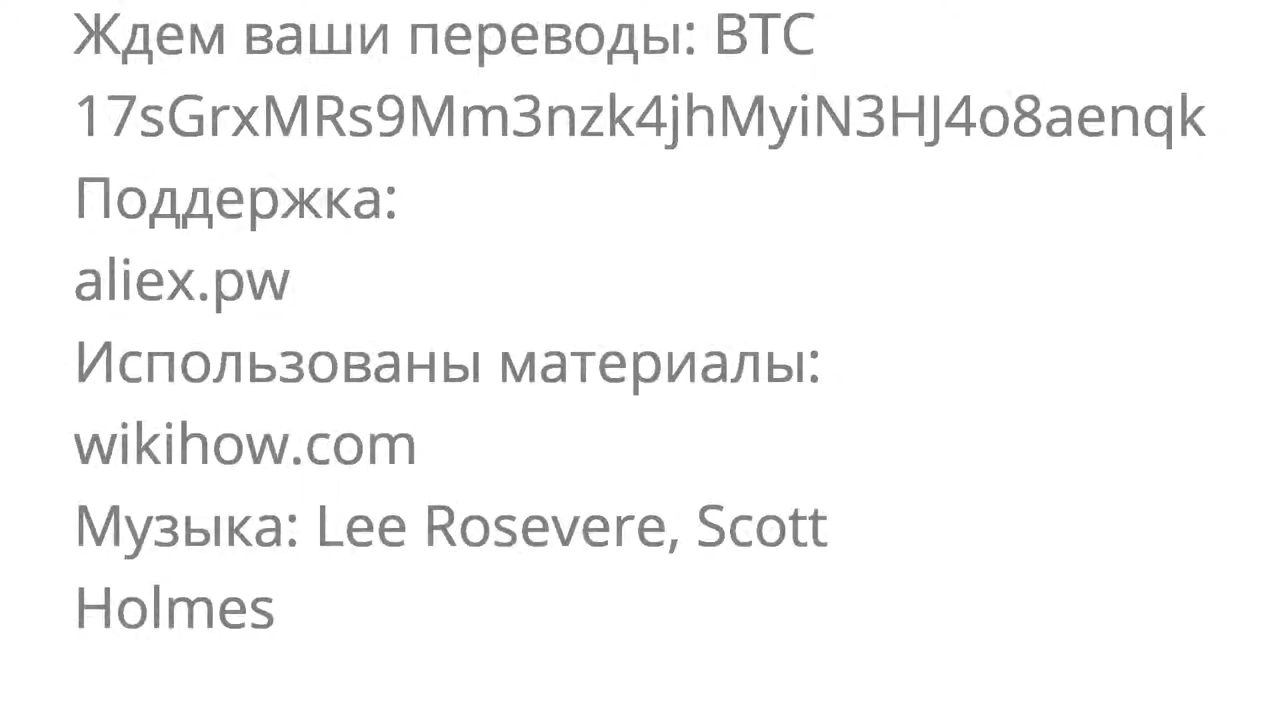 Ждем ваши переводы: BTC
17sGrxMRs9Mm3nzk4jhMyiN3HJ4o8aenqk
Поддержка:
aliex.pw
Использованы материалы:
wikihow.com
Музыка: Lee Rosevere, Scott
Holmes